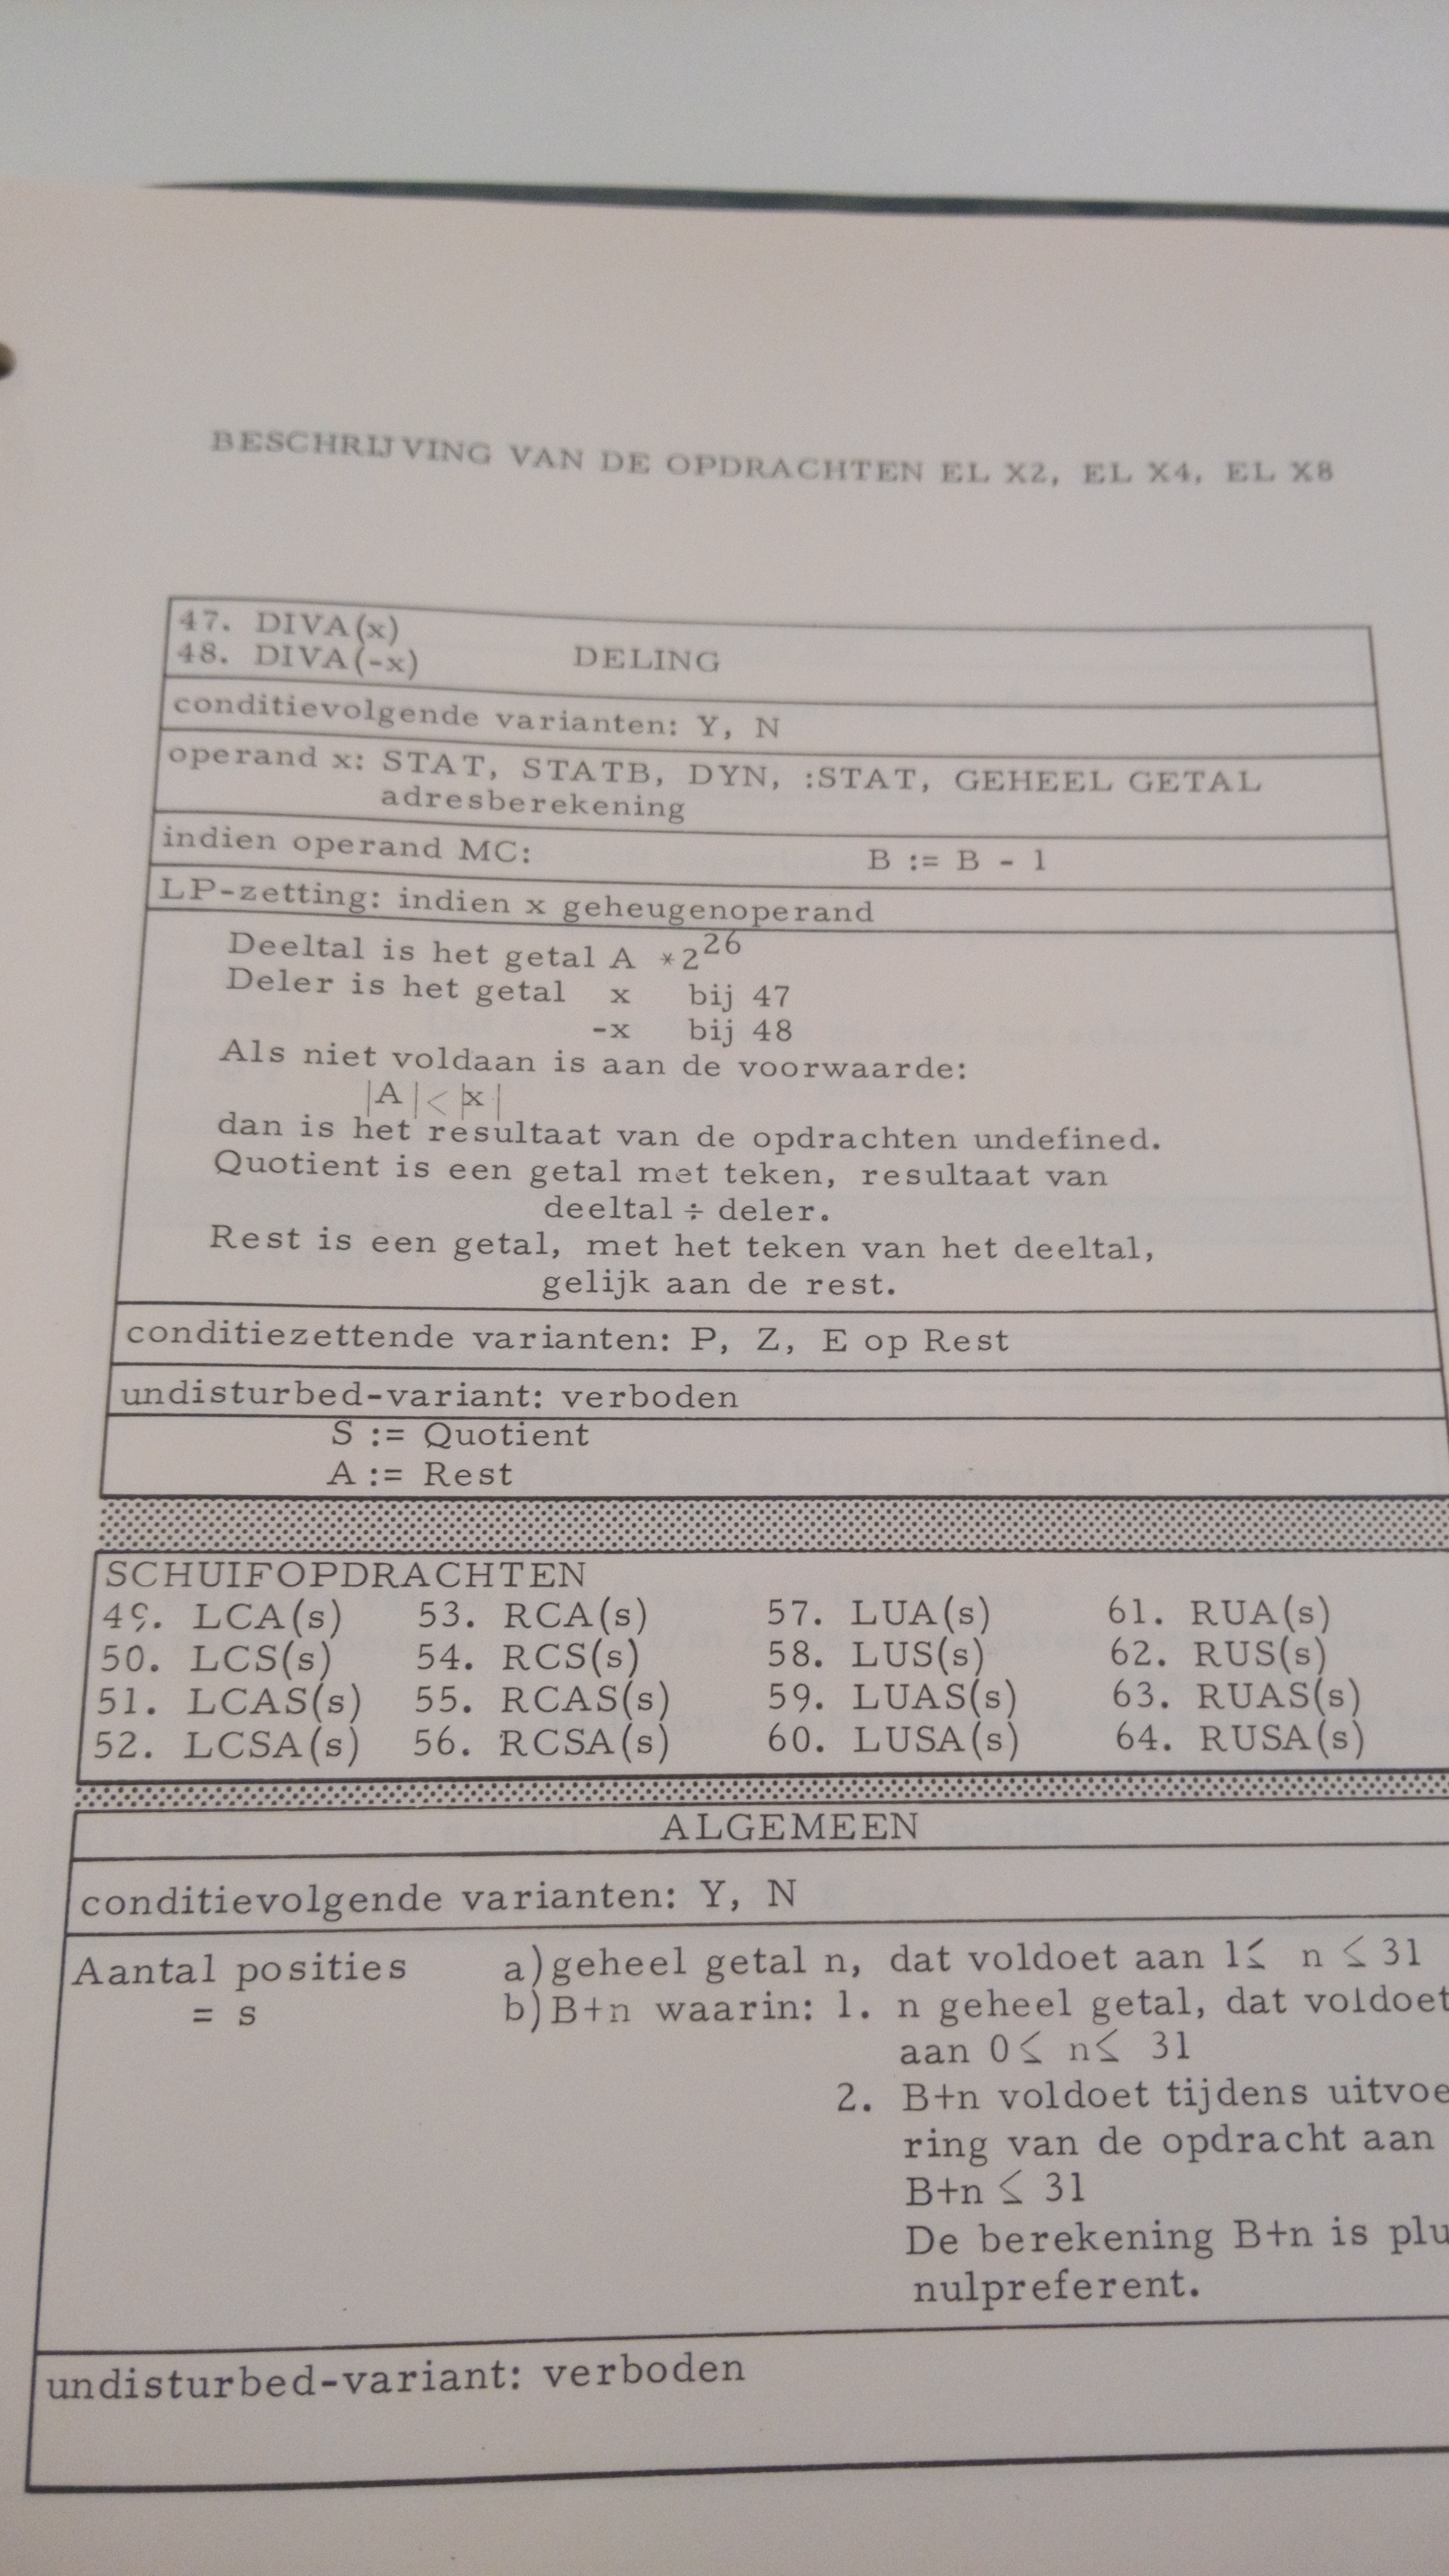 BESCHRIJVING VAN DE OPDRACHTEN EL X2, EL X4, EL X8
47. DIVA(x)
48. DIVA(-x) DELING
conditievolgende varianten: Y, N
operand x: STAT, STATB, DYN, :STAT, GEHEEL GETAL
adresberekening
indien operand MC: B := B - 1
LP-zetting: indien x geheugenoperand
Deeltal is het getal A *2^26
Deler is het getal x bij 47
-x bij 48
Als niet voldaan is aan de voorwaarde:
|A| < |x|
dan is het resultaat van de opdrachten undefined.
Quotient is een getal met teken, resultaat van
deeltal ÷ deler.
Rest is een getal, met het teken van het deeltal,
gelijk aan de rest.
conditiezettende varianten: P, Z, E op Rest
undisturbed-variant: verboden
S := Quotient
A := Rest
SCHUIFOPDRACHTEN
49. LCA(s) 53. RCA(s) 57. LUA(s) 61. RUA(s)
50. LCS(s) 54. RCS(s) 58. LUS(s) 62. RUS(s)
51. LCAS(s) 55. RCAS(s) 59. LUAS(s) 63. RUAS(s)
52. LCSA(s) 56. RCSA(s) 60. LUSA(s) 64. RUSA(s)
ALGEMEEN
conditievolgende varianten: Y, N
Aantal posities a) geheel getal n, dat voldoet aan 1≤ n ≤ 31
= s b) B+n waarin: 1. n geheel getal, dat voldoet
aan 0≤ n≤ 31
2. B+n voldoet tijdens uitvoe
ring van de opdracht aan
B+n ≤ 31
De berekening B+n is plu
nulpreferent.
undisturbed-variant: verboden